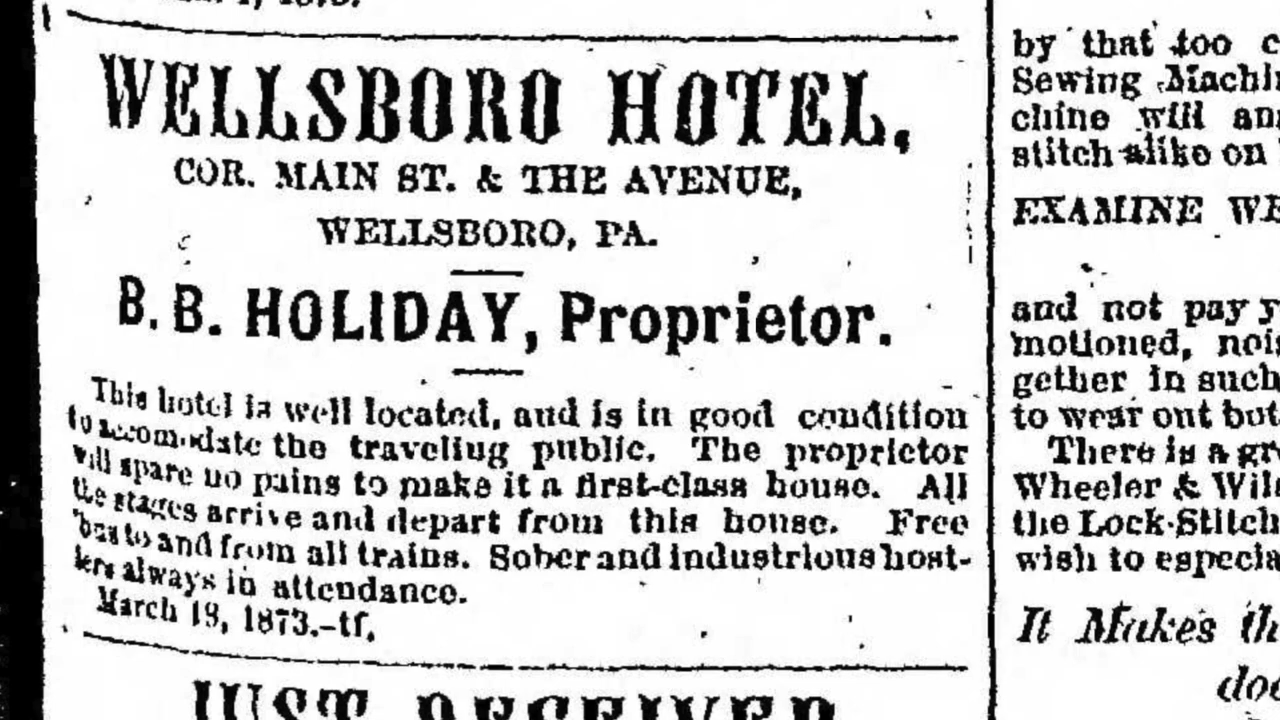 WELLSBORO HOTEL,
COR. MAIN ST. & THE AVENUE,
WELLSBORO, PA.
B. B. HOLIDAY, Proprietor.
This hotel is well located, and is in good condition
to accomodate the traveling public. The proprietor
will spare no pains to make it a first-class house. All
the stages arrive and depart from this house. Free
'bus to and from all trains. Sober and industrious host-
lers always in attendance.
March 18, 1873.-tf.
JUST RECEIVED
by that too
Sewing Machi
chine will an
stitch alike on
EXAMINE WE
and not pay y
motioned, noi
gether in such
to wear out but
There is a gr
Wheeler & Wil
the Lock-Stitch
wish to especia
It Makes th
doe